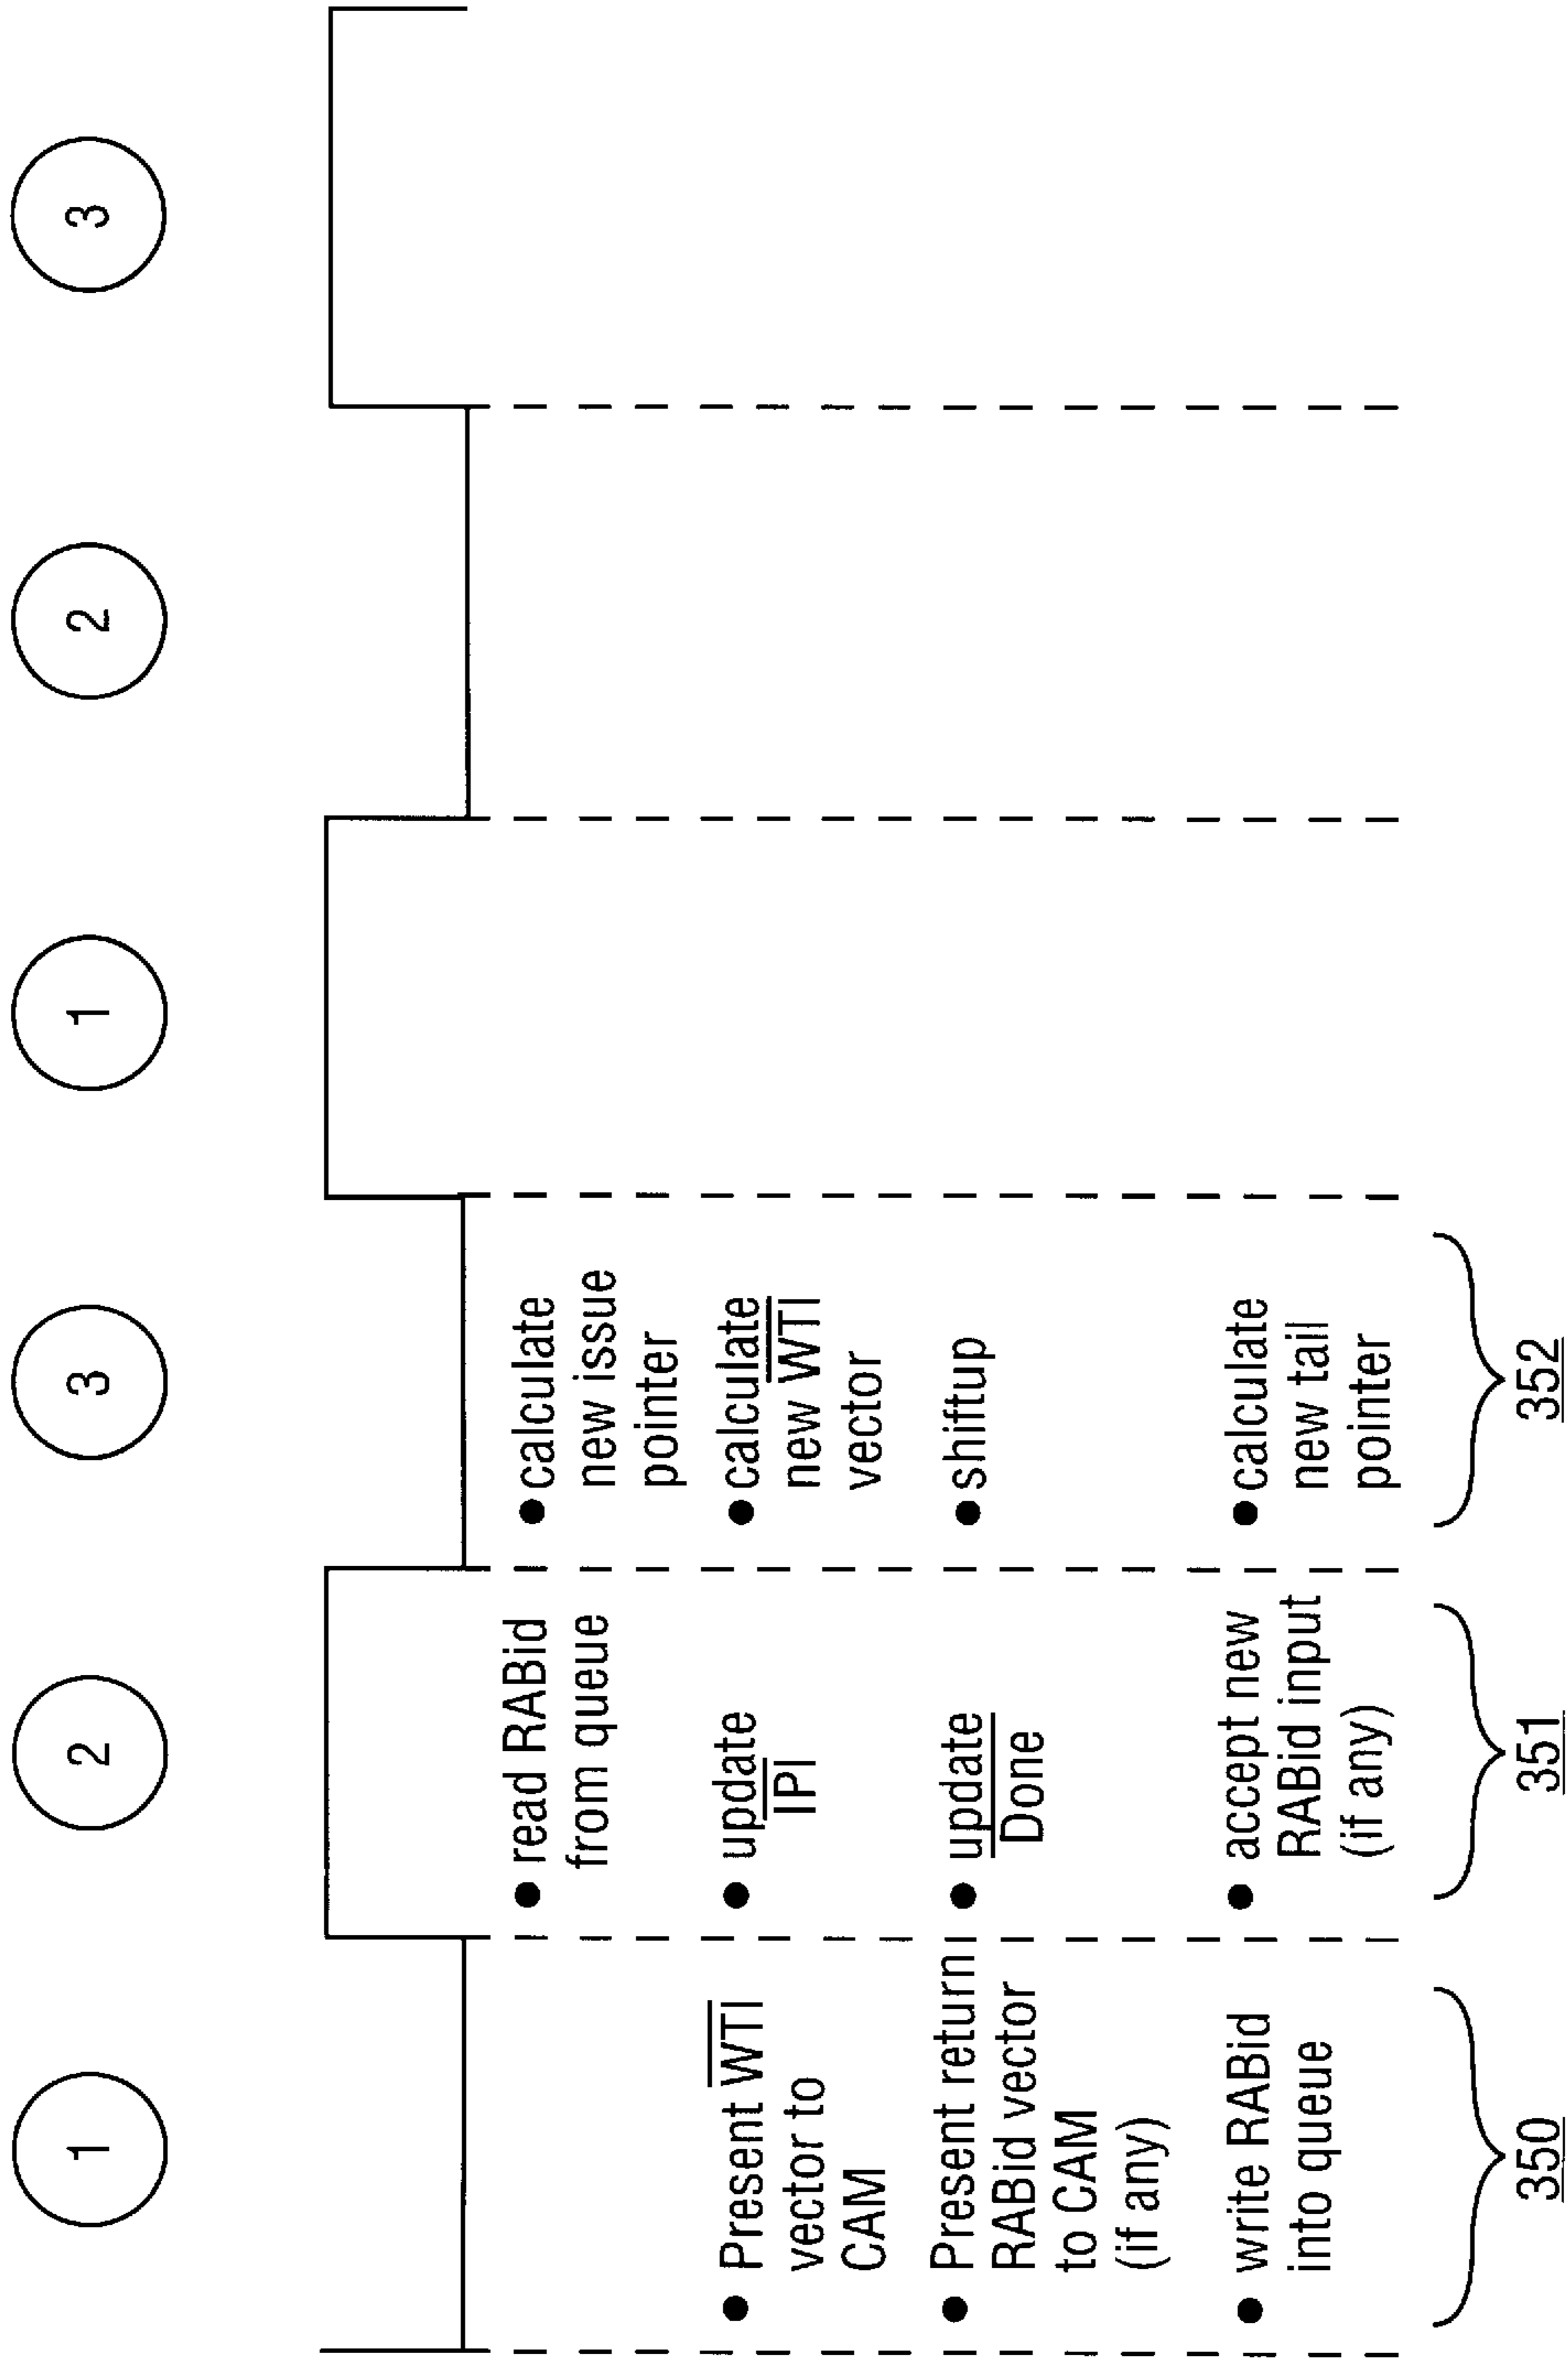 1
2
3
1
2
3
• Present WTI
vector to
CAM
• Present return
RABid vector
to CAM
(if any)
• write RABid
into queue
350
• read RABid
from queue
• update
IPI
• update
Done
• accept new
RABid input
(if any)
351
• calculate
new issue
pointer
• calculate
new WTI
vector
• shiftup
• calculate
new tail
pointer
352